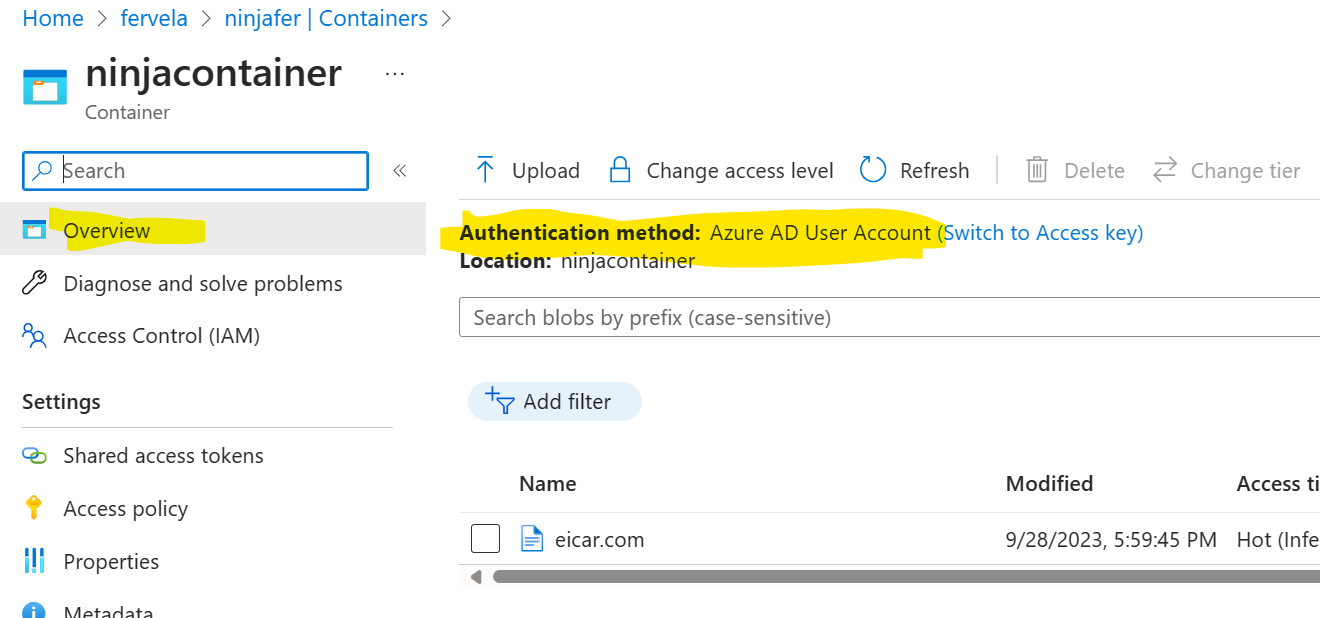 Home > fervela > ninjafer | Containers >
ninjacontainer ...
Container
Search «
Overview
Diagnose and solve problems
Access Control (IAM)
Settings
Shared access tokens
Access policy
Properties
Metadata
Upload Change access level Refresh Delete Change tier
Authentication method: Azure AD User Account (Switch to Access key)
Location: ninjacontainer
Search blobs by prefix (case-sensitive)
Add filter
Name Modified Access ti
eicar.com 9/28/2023, 5:59:45 PM Hot (Infe